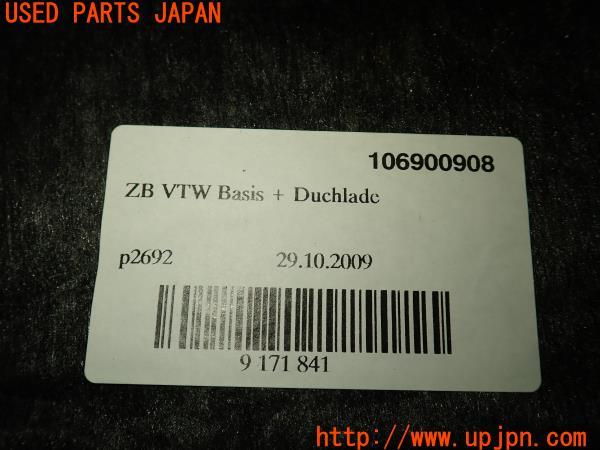 USED PARTS JAPAN
106900908
ZB VTW Basis + Duchlade
p2692 29.10.2009
9 171 841
UPJ
http://www.upjpn.com